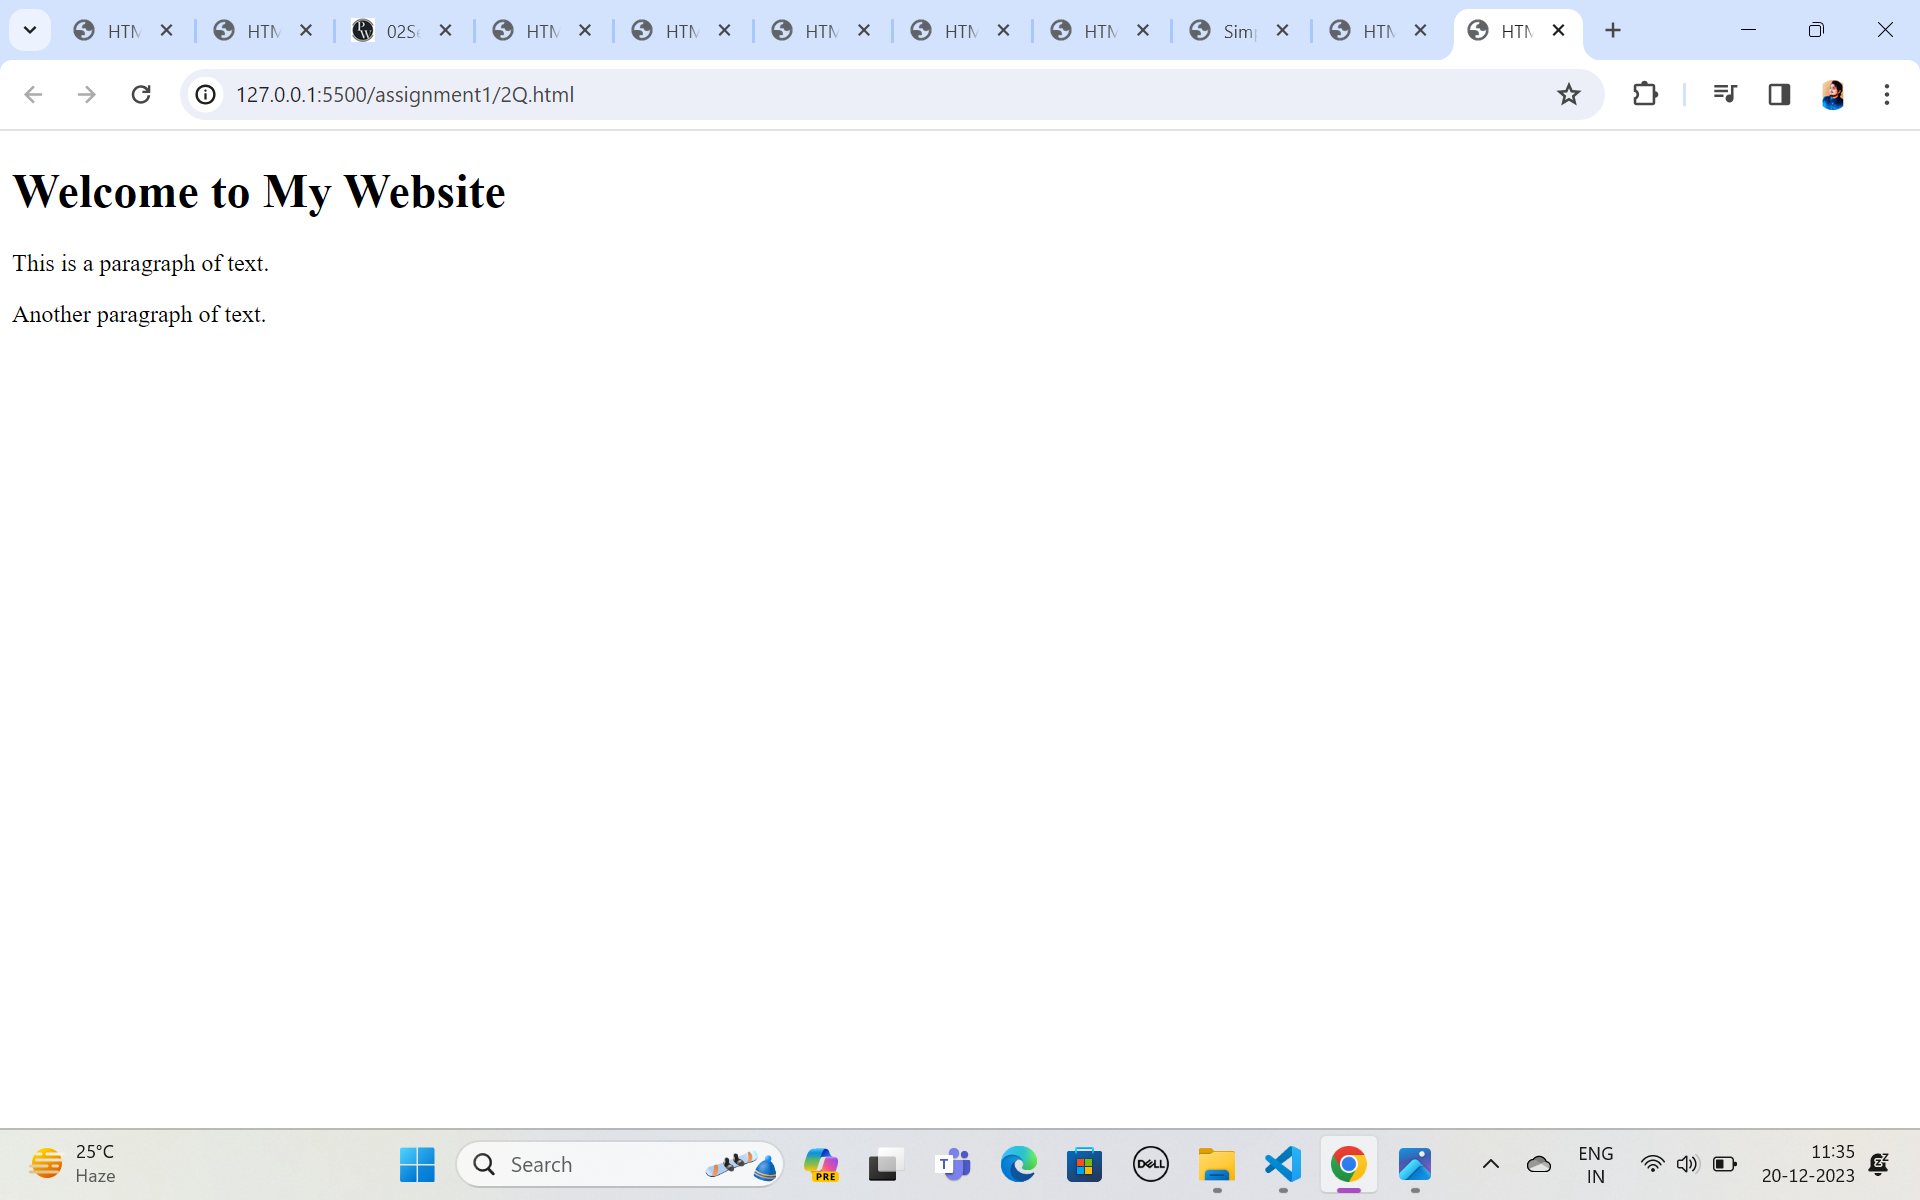 HTM HTM 02Se HTM HTM HTM HTM HTM Sim HTM HTM
127.0.0.1:5500/assignment1/2Q.html
Welcome to My Website
This is a paragraph of text.
Another paragraph of text.
25°C
Haze
Search
PRE
T
DELL
ENG
IN
11:35
20-12-2023